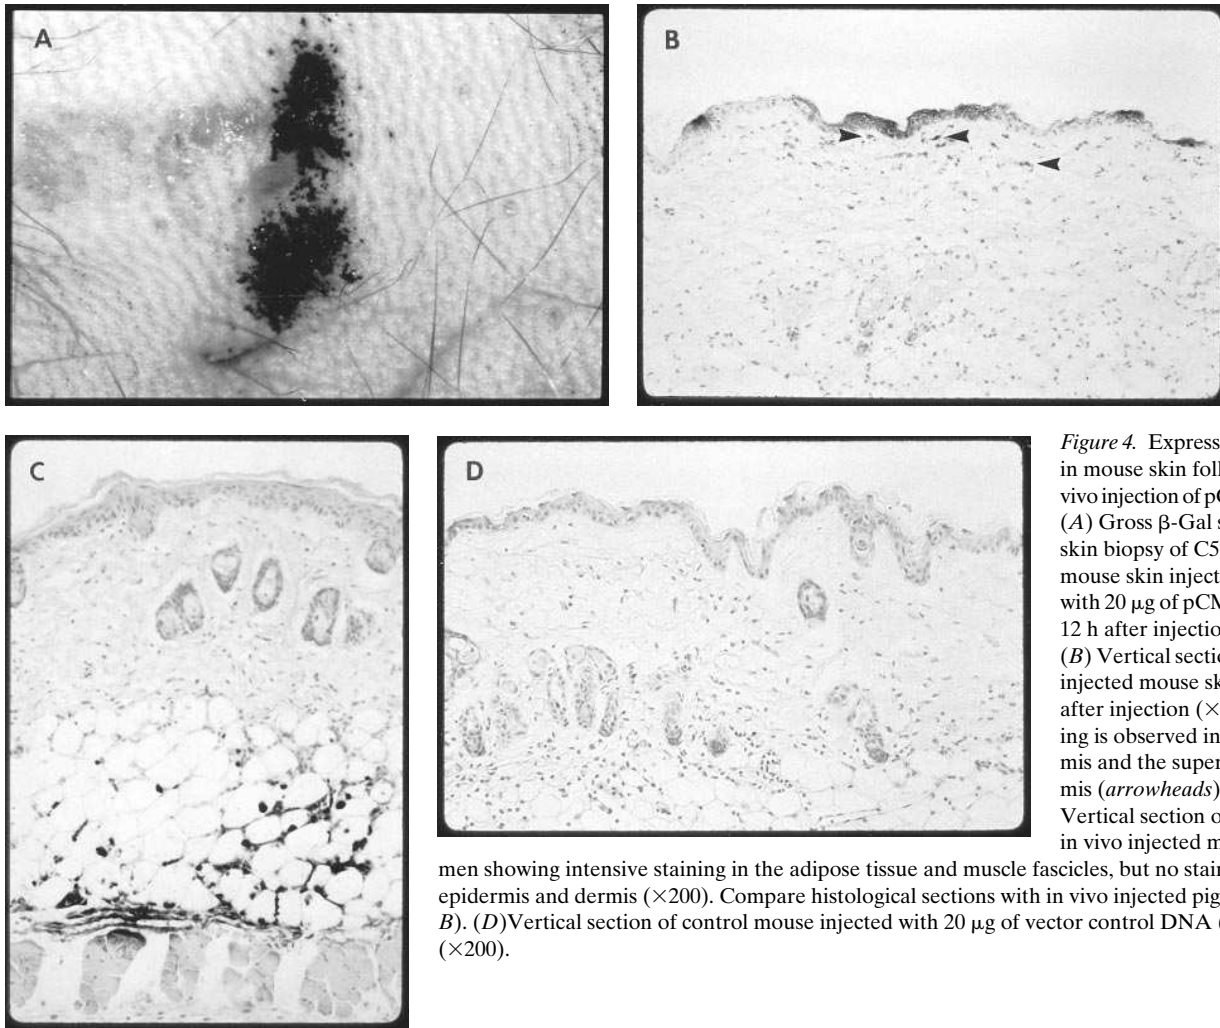 A
B
C
D
Figure 4. Express
in mouse skin foll
vivo injection of pC
(A) Gross β-Gal s
skin biopsy of C5
mouse skin inject
with 20 μg of pCM
12 h after injectio
(B) Vertical sectio
injected mouse sk
after injection (×
ing is observed in
mis and the super
mis (arrowheads)
Vertical section o
in vivo injected m
men showing intensive staining in the adipose tissue and muscle fascicles, but no stain
epidermis and dermis (×200). Compare histological sections with in vivo injected pig
B). (D)Vertical section of control mouse injected with 20 μg of vector control DNA (
(×200).